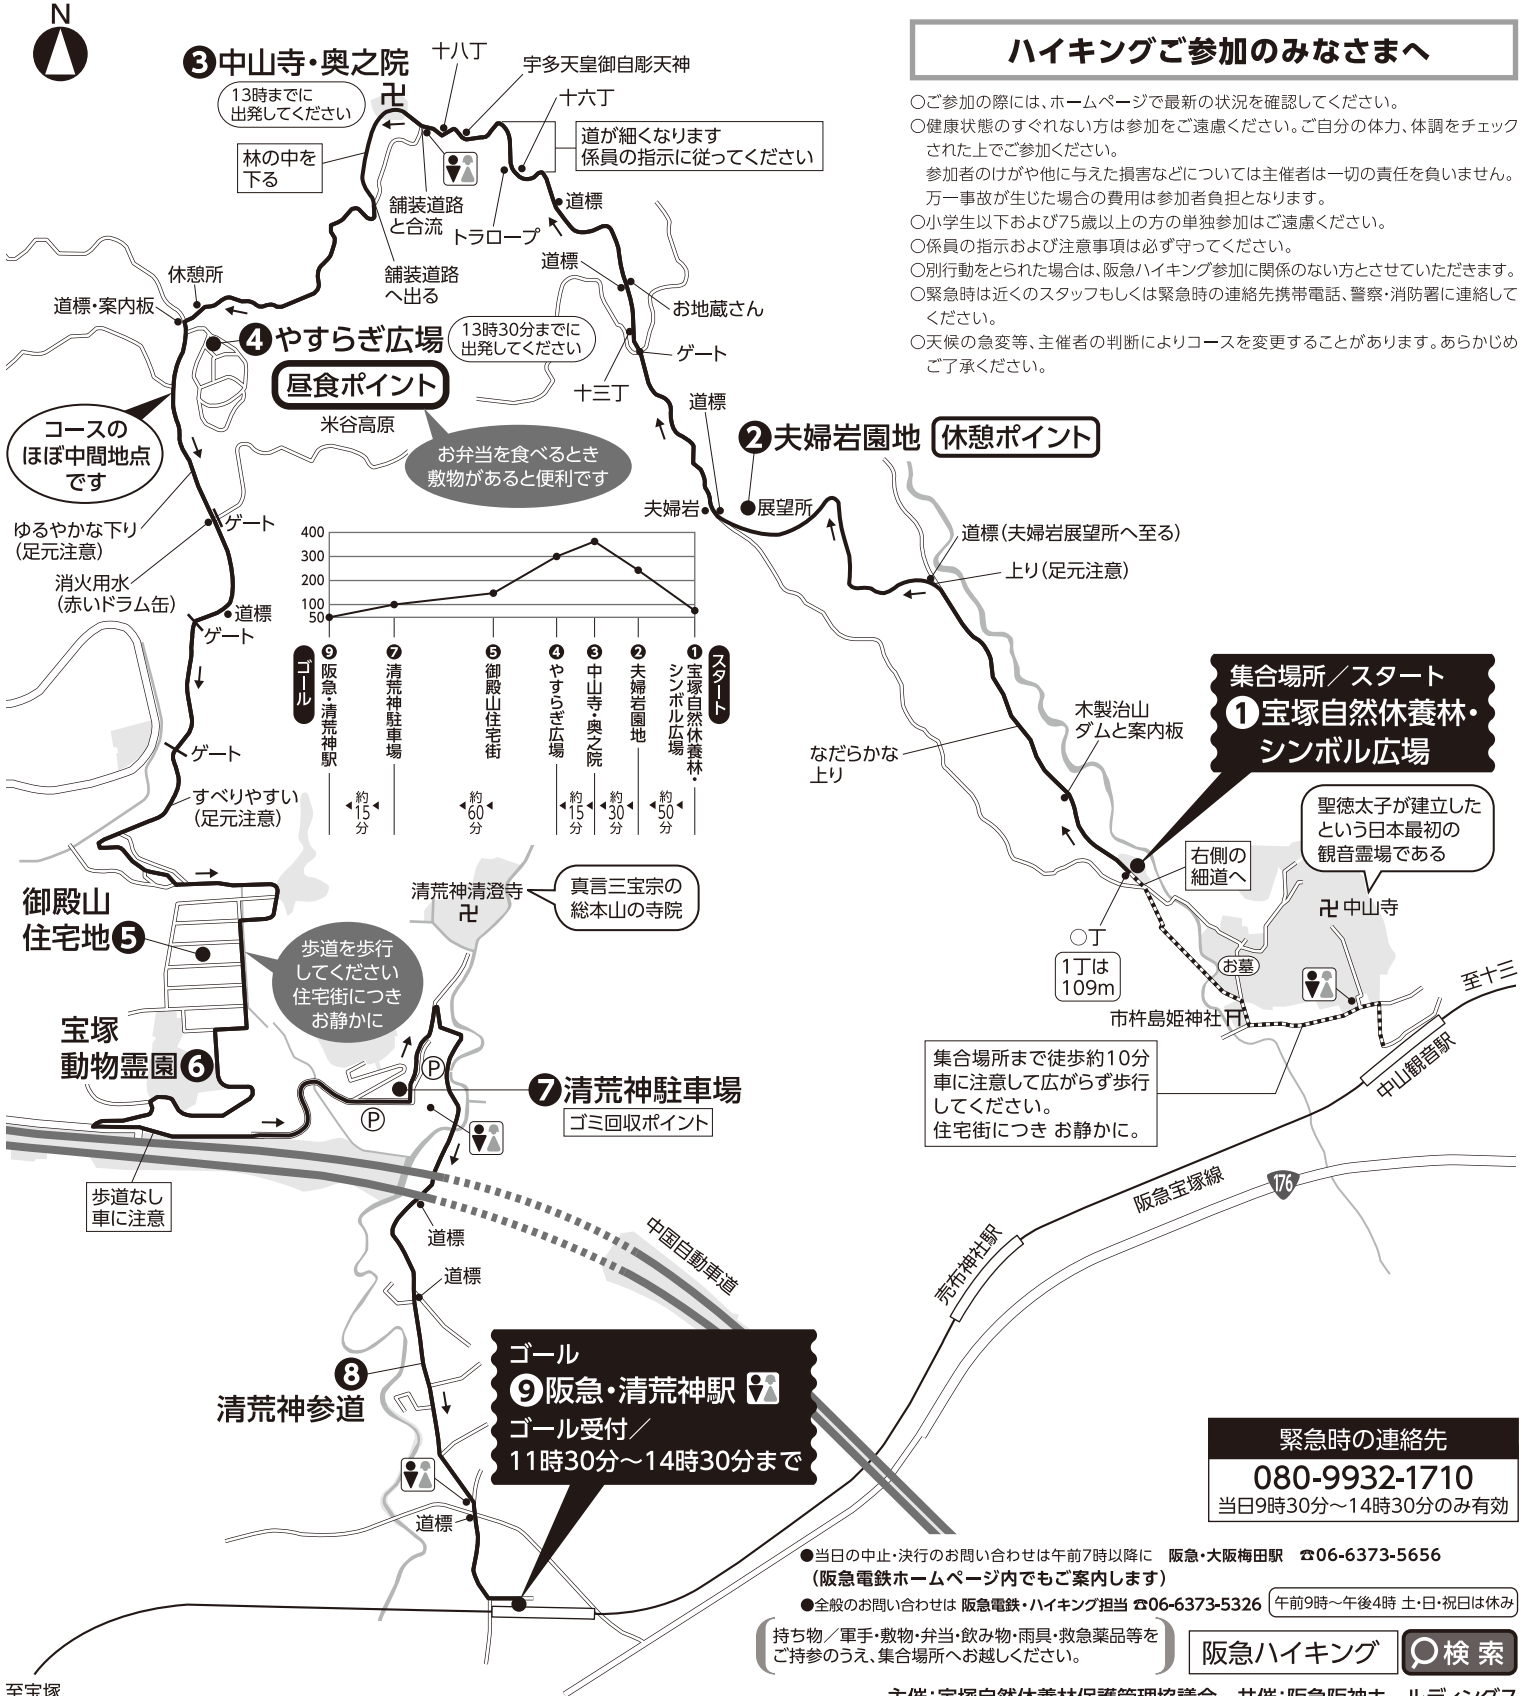 N
ハイキングご参加のみなさまへ
○ご参加の際には、ホームページで最新の状況を確認してください。
○健康状態のすぐれない方は参加をご遠慮ください。ご自分の体力、体調をチェック
された上でご参加ください。
参加者のけがや他に与えた損害などについては主催者は一切の責任を負いません。
万一事故が生じた場合の費用は参加者負担となります。
○小学生以下および75歳以上の方の単独参加はご遠慮ください。
○係員の指示および注意事項は必ず守ってください。
○別行動をとられた場合は、阪急ハイキング参加に関係のない方とさせていただきます。
○緊急時は近くのスタッフもしくは緊急時の連絡先携帯電話、警察・消防署に連絡して
ください。
○天候の急変等、主催者の判断によりコースを変更することがあります。あらかじめ
ご了承ください。
❸中山寺・奥之院
13時までに
出発してください
十八丁
宇多天皇御自彫天神
十六丁
道が細くなります
係員の指示に従ってください
林の中を
下る
舗装道路
と合流
トラロープ
道標
舗装道路
へ出る
道標
お地蔵さん
休憩所
道標・案内板
❹やすらぎ広場
13時30分までに
出発してください
昼食ポイント
米谷高原
お弁当を食べるとき
敷物があると便利です
ゲート
十三丁
道標
❷夫婦岩園地
休憩ポイント
コースの
ほぼ中間地点
です
夫婦岩
展望所
道標(夫婦岩展望所へ至る)
上り(足元注意)
ゆるやかな下り
(足元注意)
ゲート
消火用水
(赤いドラム缶)
道標
ゲート
400
300
200
100
50
ゴール
❾阪急・清荒神駅
❼清荒神駐車場
❺御殿山住宅街
❹やすらぎ広場
❸中山寺・奥之院
❷夫婦岩園地
❶宝塚自然休養林・
シンボル広場
スタート
約15分
約60分
約15分
約30分
約50分
集合場所／スタート
❶宝塚自然休養林・
シンボル広場
木製治山
ダムと案内板
なだらかな
上り
ゲート
すべりやすい
(足元注意)
聖徳太子が建立した
という日本最初の
観音霊場である
右側の
細道へ
卍中山寺
○丁
1丁は
109m
お墓
市杵島姫神社
至十三
中山観音駅
集合場所まで徒歩約10分
車に注意して広がらず歩行
してください。
住宅街につき お静かに。
御殿山
住宅地❺
清荒神清澄寺
卍
真言三宝宗の
総本山の寺院
歩道を歩行
してください
住宅街につき
お静かに
宝塚
動物霊園❻
P
P
❼清荒神駐車場
ゴミ回収ポイント
歩道なし
車に注意
道標
道標
中国自動車道
阪急宝塚線
176
売布神社駅
❽
清荒神参道
ゴール
❾阪急・清荒神駅
ゴール受付／
11時30分～14時30分まで
道標
至宝塚
緊急時の連絡先
080-9932-1710
当日9時30分～14時30分のみ有効
●当日の中止・決行のお問い合わせは午前7時以降に 阪急・大阪梅田駅 ☎06-6373-5656
(阪急電鉄ホームページ内でもご案内します)
●全般のお問い合わせは 阪急電鉄・ハイキング担当 ☎06-6373-5326 午前9時～午後4時 土・日・祝日は休み
持ち物／軍手・敷物・弁当・飲み物・雨具・救急薬品等を
ご持参のうえ、集合場所へお越しください。
阪急ハイキング
検索
主催：宝塚自然休養林保護管理協議会 共催：阪急阪神ホールディングス